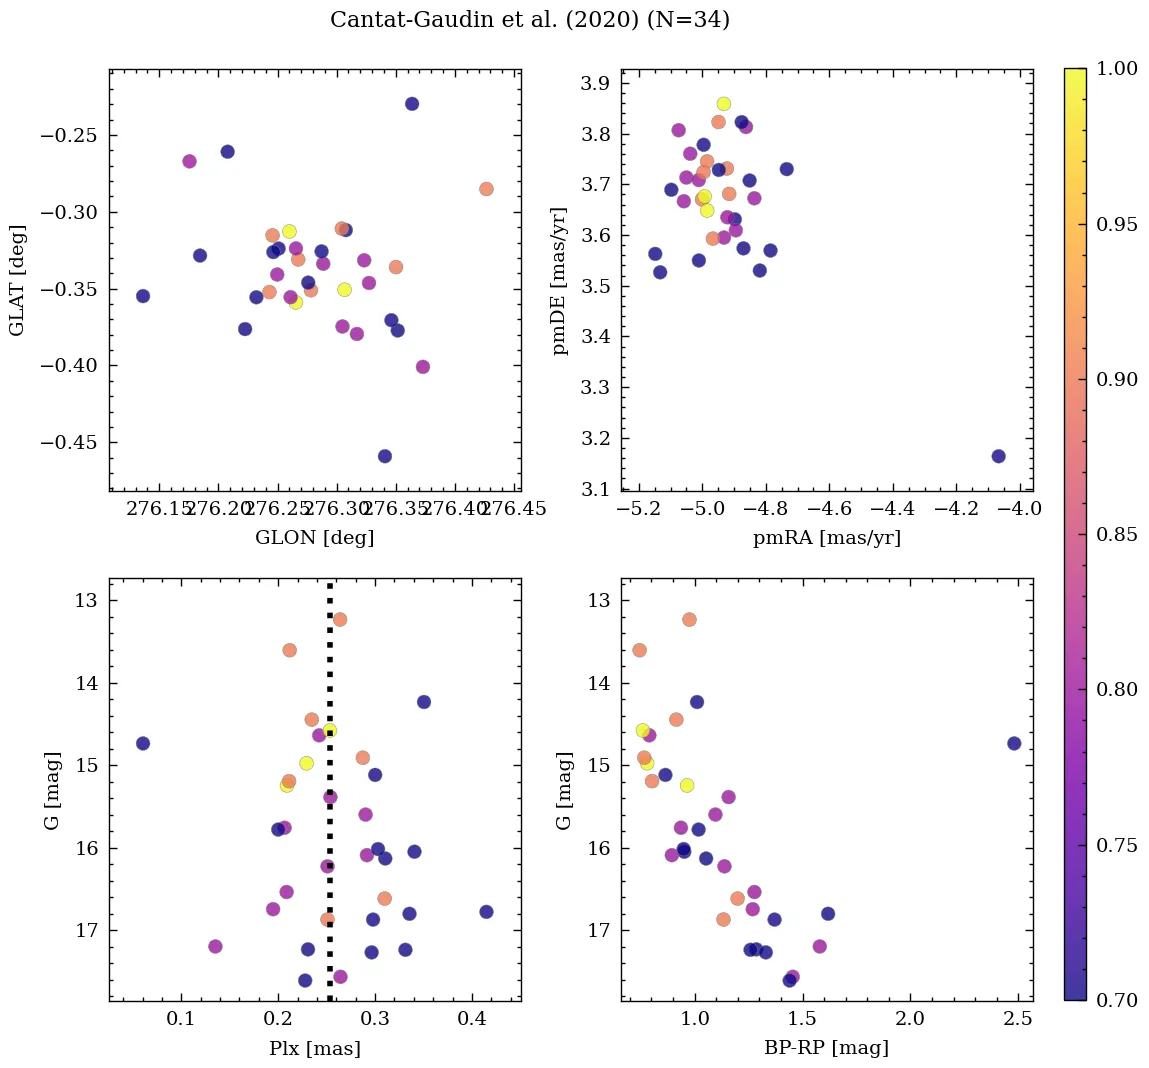 Cantat-Gaudin et al. (2020) (N=34)
GLAT [deg]
−0.25
−0.30
−0.35
−0.40
−0.45
276.15 276.20 276.25 276.30 276.35 276.40 276.45
GLON [deg]
pmDE [mas/yr]
3.9
3.8
3.7
3.6
3.5
3.4
3.3
3.2
3.1
−5.2 −5.0 −4.8 −4.6 −4.4 −4.2 −4.0
pmRA [mas/yr]
G [mag]
13
14
15
16
17
0.1 0.2 0.3 0.4
Plx [mas]
G [mag]
13
14
15
16
17
1.0 1.5 2.0 2.5
BP-RP [mag]
1.00
0.95
0.90
0.85
0.80
0.75
0.70